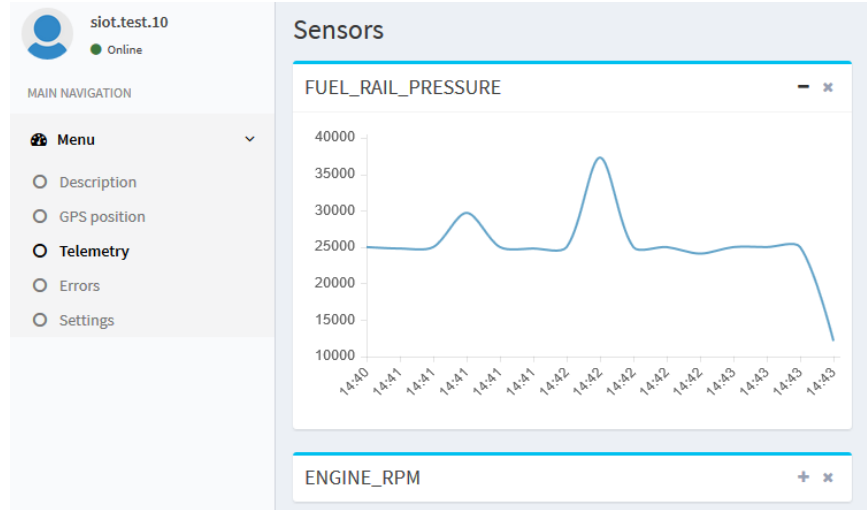 siot.test.10
Online
MAIN NAVIGATION
Menu
Description
GPS position
Telemetry
Errors
Settings
Sensors
FUEL_RAIL_PRESSURE
40000
35000
30000
25000
20000
15000
10000
14:40 14:41 14:41 14:41 14:41 14:41 14:42 14:42 14:42 14:42 14:42 14:43 14:43 14:43 14:43
ENGINE_RPM